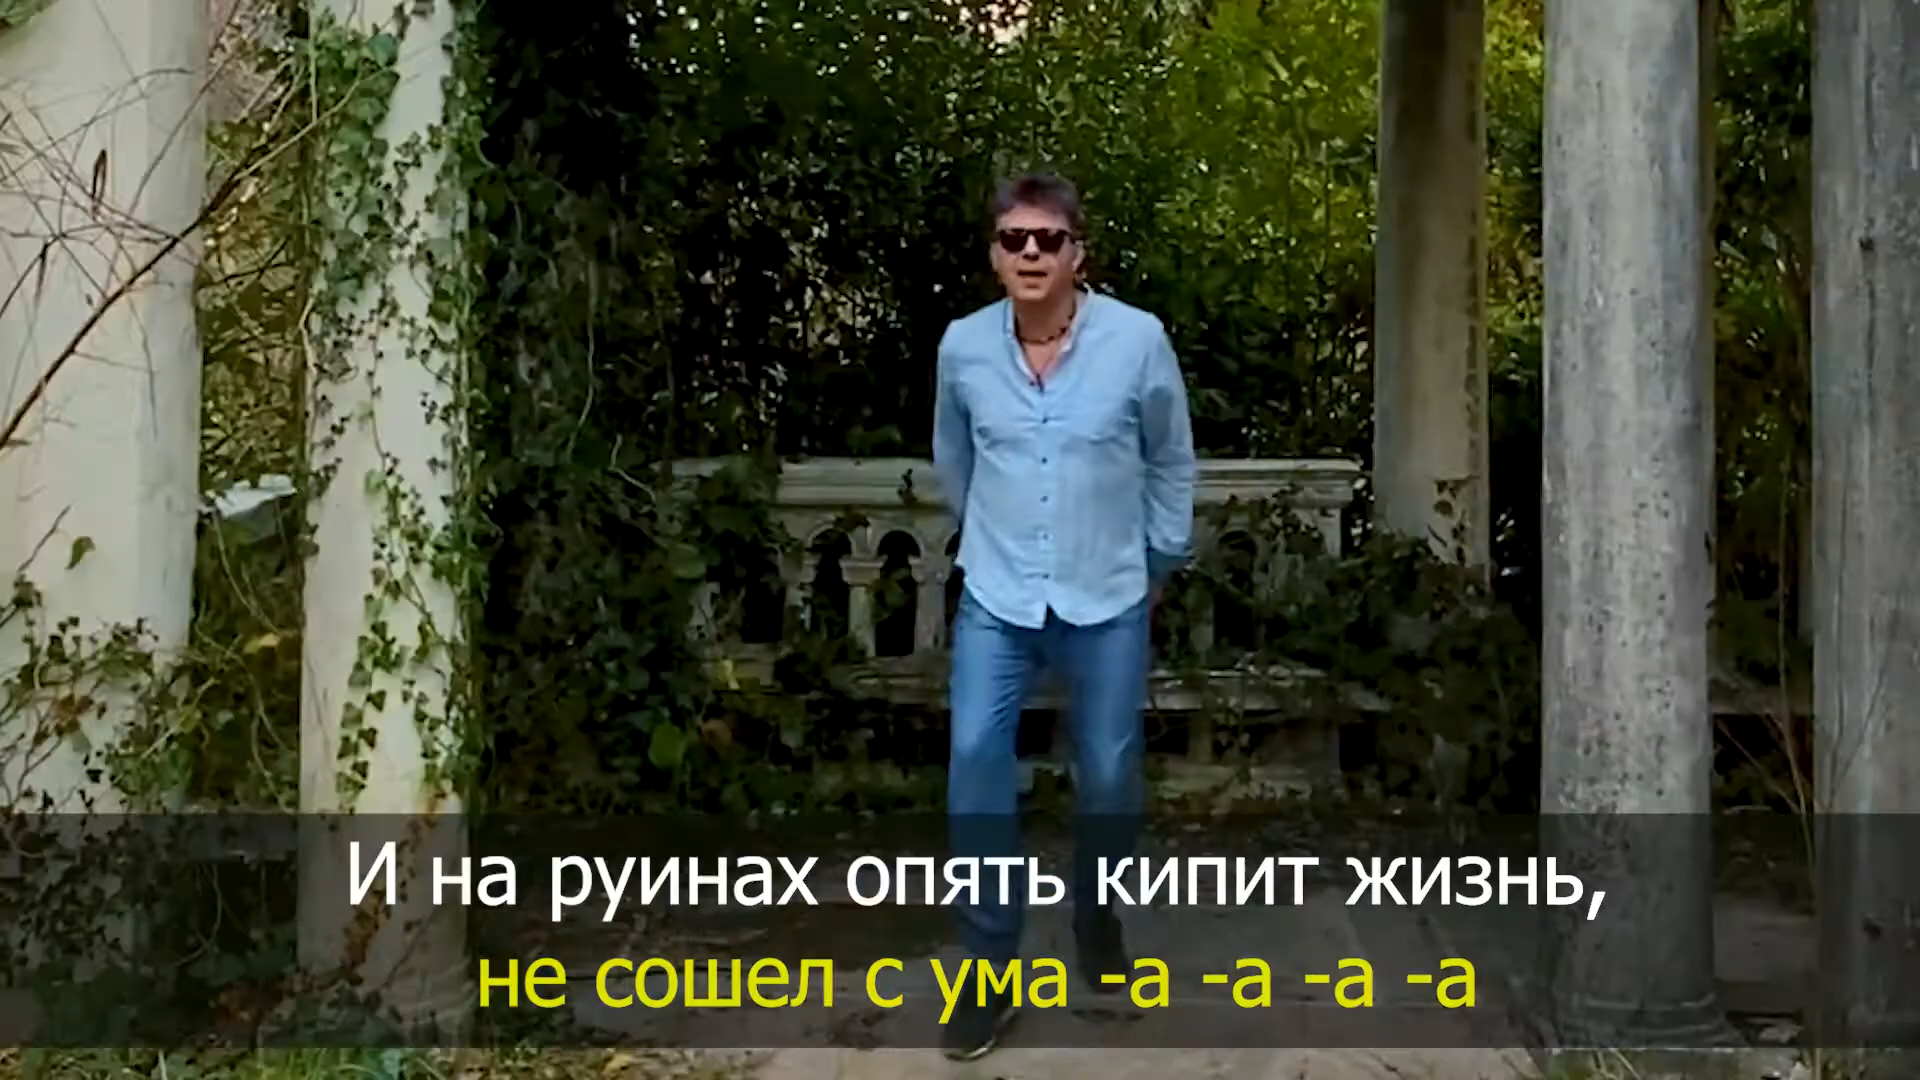 И на руинах опять кипит жизнь,
не сошел с ума -а -а -а -а